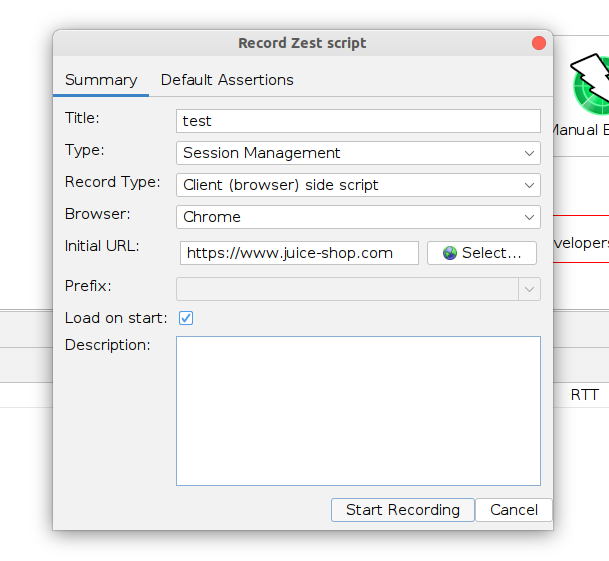 Record Zest script
Summary Default Assertions
Title: test
Type: Session Management
Record Type: Client (browser) side script
Browser: Chrome
Initial URL: https://www.juice-shop.com Select...
Prefix:
Load on start:
Description:
Start Recording Cancel
Manual E
velopers
RTT